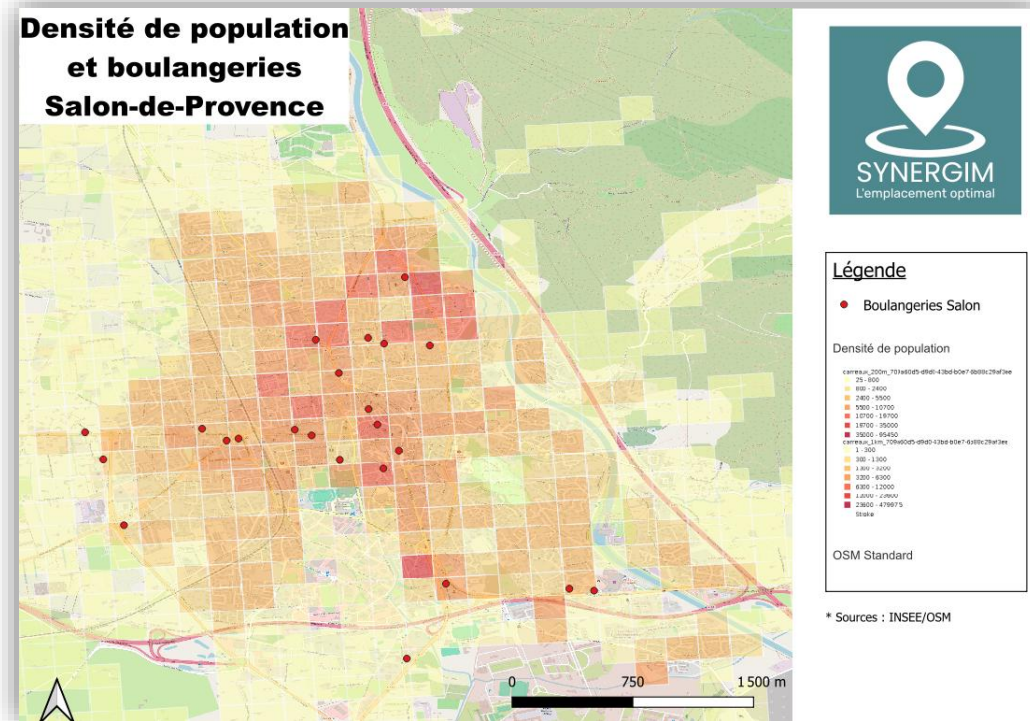 Densité de population
et boulangeries
Salon-de-Provence
SYNERGIM
L'emplacement optimal
Légende
Boulangeries Salon
Densité de population
25 - 800
800 - 2400
2400 - 5500
5500 - 10700
10700 - 19700
19700 - 35000
35000 - 95450
1 - 300
300 - 1300
1300 - 3200
3200 - 6300
6300 - 12000
23600 - 479975
Stroke
OSM Standard
* Sources : INSEE/OSM
0 750 1 500 m